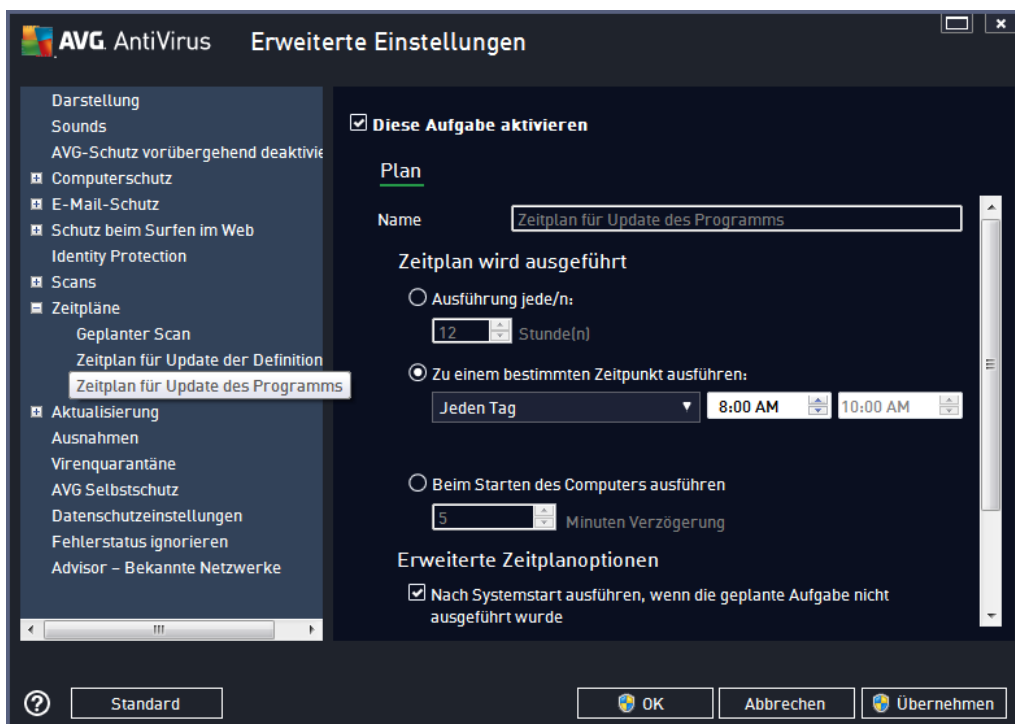 AVG. AntiVirus Erweiterte Einstellungen
Darstellung
Sounds
AVG-Schutz vorübergehend deaktivie
Computerschutz
E-Mail-Schutz
Schutz beim Surfen im Web
Identity Protection
Scans
Zeitpläne
Geplanter Scan
Zeitplan für Update der Definition
Zeitplan für Update des Programms
Aktualisierung
Ausnahmen
Virenquarantäne
AVG Selbstschutz
Datenschutzeinstellungen
Fehlerstatus ignorieren
Advisor – Bekannte Netzwerke
Diese Aufgabe aktivieren
Plan
Name Zeitplan für Update des Programms
Zeitplan wird ausgeführt
Ausführung jede/n:
12 Stunde(n)
Zu einem bestimmten Zeitpunkt ausführen:
Jeden Tag 8:00 AM 10:00 AM
Beim Starten des Computers ausführen
5 Minuten Verzögerung
Erweiterte Zeitplanoptionen
Nach Systemstart ausführen, wenn die geplante Aufgabe nicht
ausgeführt wurde
? Standard OK Abbrechen Übernehmen